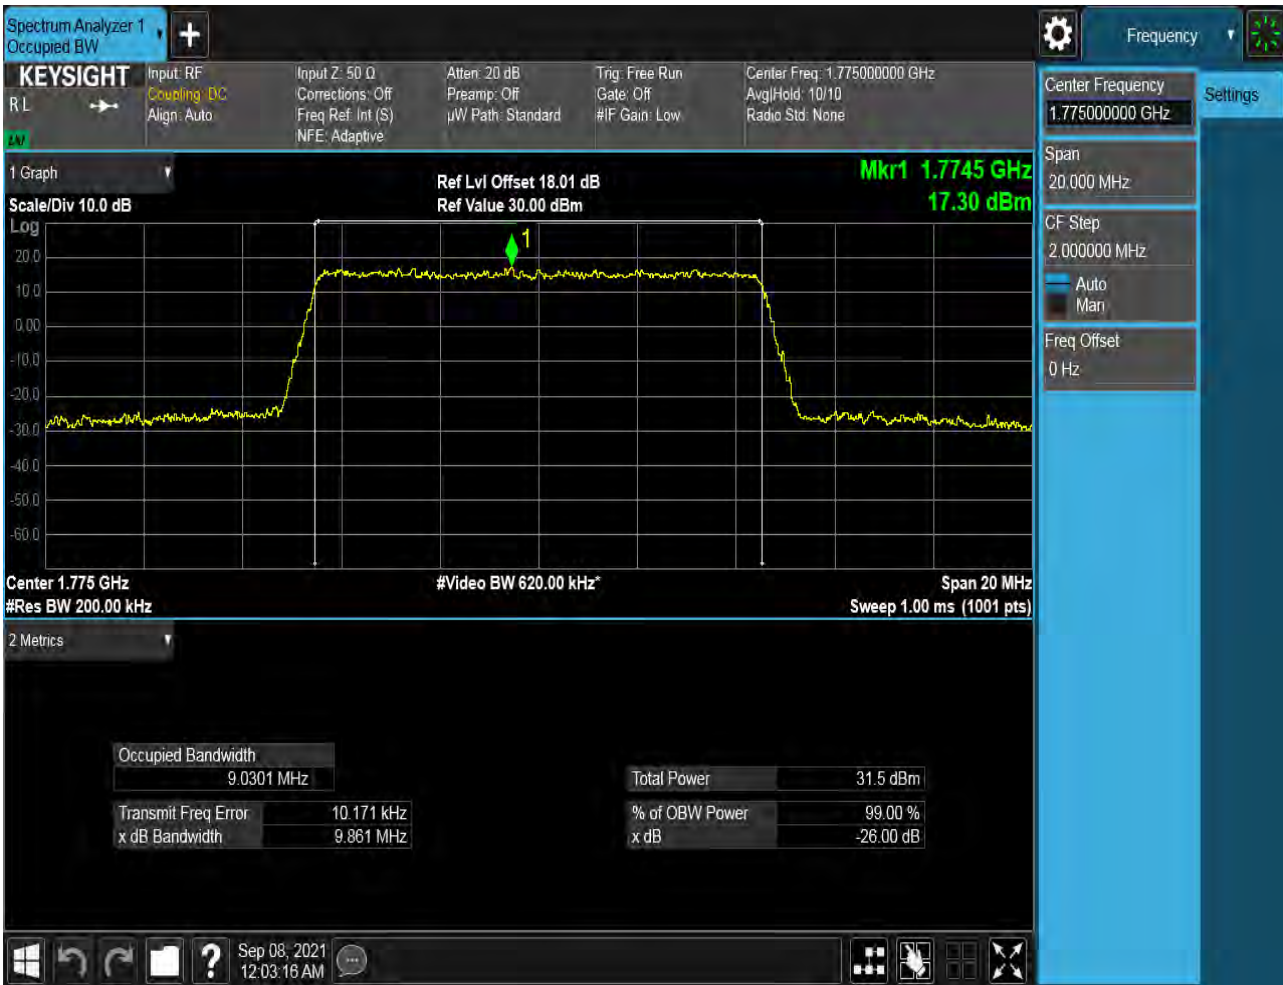 Spectrum Analyzer 1
Occupied BW
Frequency
KEYSIGHT
R L
Input: RF
Coupling: DC
Align: Auto
Input Z: 50 Ω
Corrections: Off
Freq Ref: Int (S)
NFE: Adaptive
Atten: 20 dB
Preamp: Off
µW Path: Standard
Trig: Free Run
Gate: Off
#IF Gain: Low
Center Freq: 1.775000000 GHz
Avg|Hold: 10/10
Radio Std: None
Center Frequency
1.775000000 GHz
Settings
Span
20.000 MHz
CF Step
2.000000 MHz
Auto
Man
Freq Offset
0 Hz
1 Graph
Scale/Div 10.0 dB
Ref Lvl Offset 18.01 dB
Ref Value 30.00 dBm
Mkr1 1.7745 GHz
17.30 dBm
Log
1
20.0
10.0
0.00
-10.0
-20.0
-30.0
-40.0
-50.0
-60.0
Center 1.775 GHz
#Video BW 620.00 kHz*
Span 20 MHz
#Res BW 200.00 kHz
Sweep 1.00 ms (1001 pts)
2 Metrics
Occupied Bandwidth
9.0301 MHz
Total Power 31.5 dBm
Transmit Freq Error 10.171 kHz
% of OBW Power 99.00 %
x dB Bandwidth 9.861 MHz
x dB -26.00 dB
?
Sep 08, 2021
12:03:16 AM